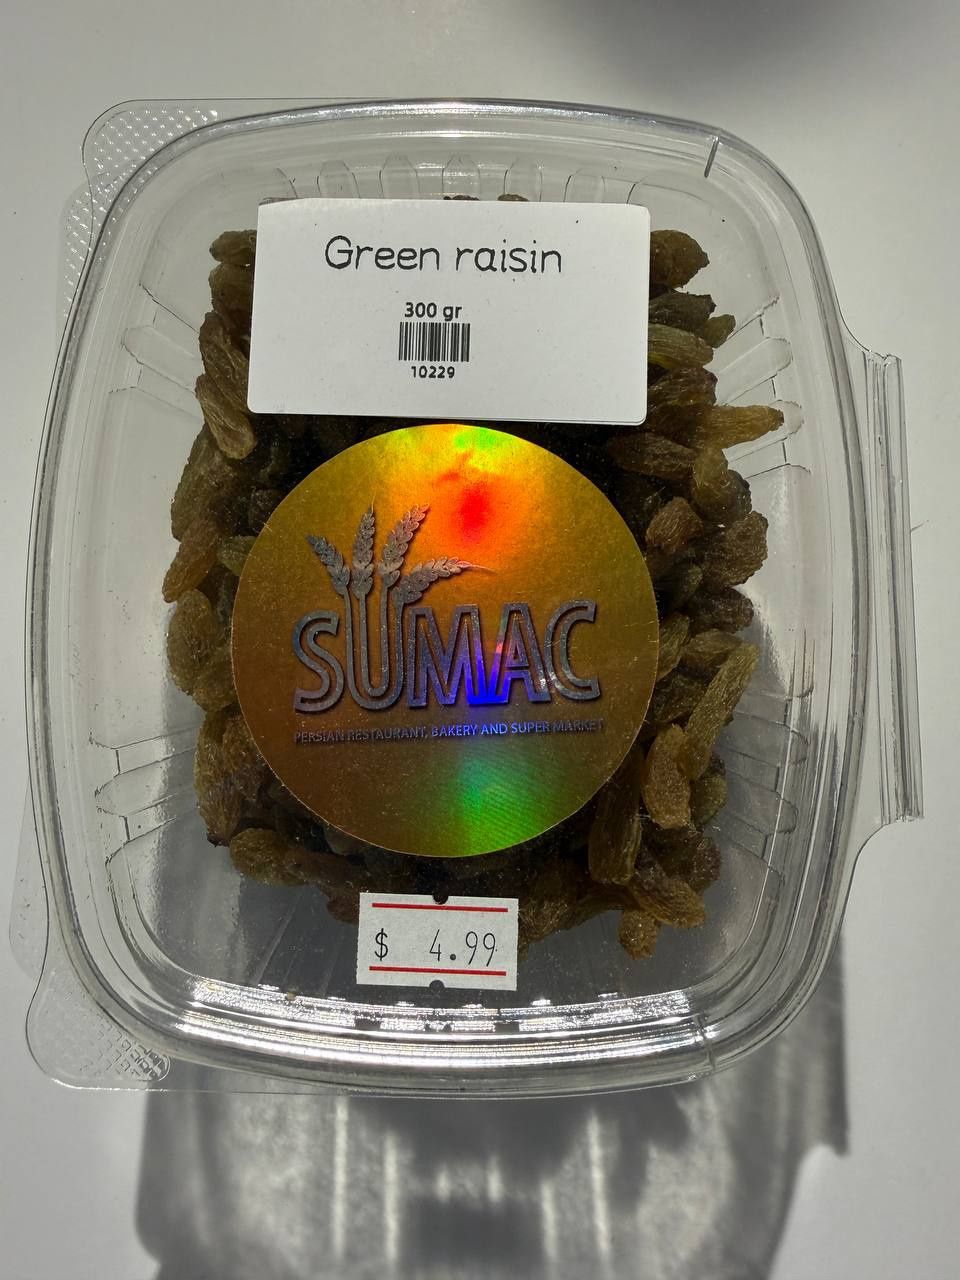 Green raisin
300 gr
10229
SUMAC
PERSIAN RESTAURANT, BAKERY AND SUPER MARKET
$ 4.99